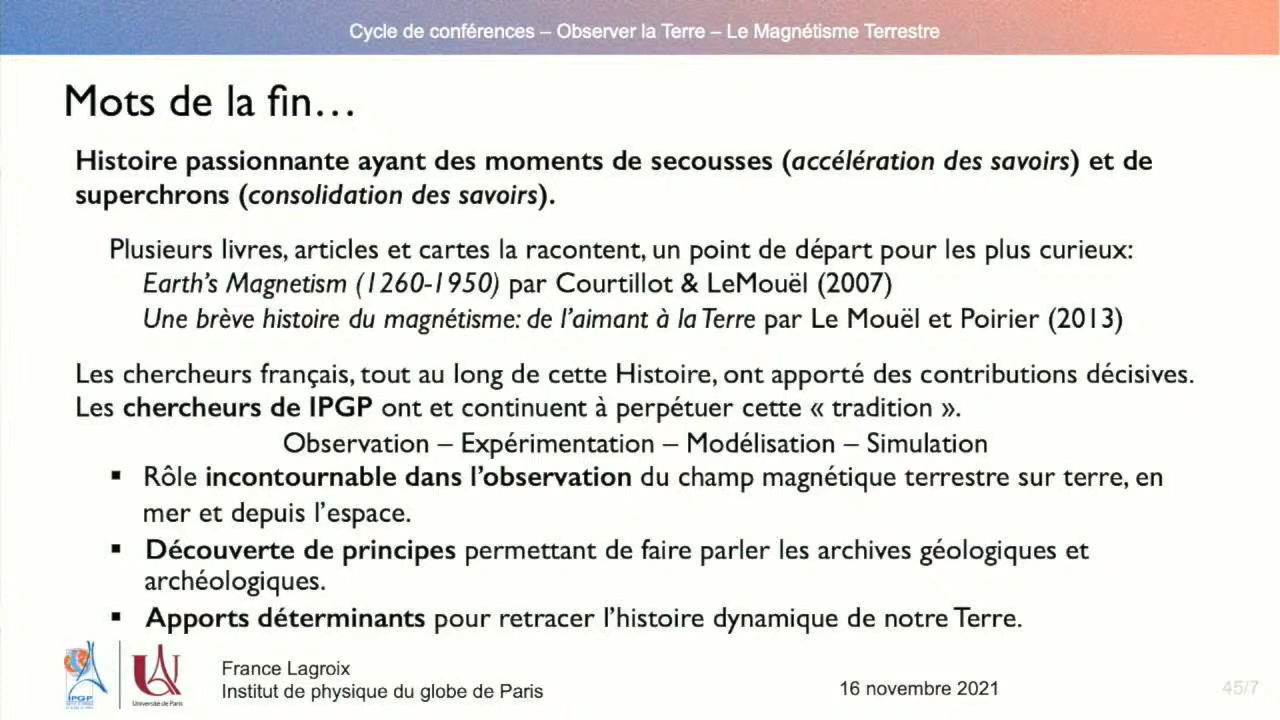 Cycle de conférences – Observer la Terre – Le Magnétisme Terrestre
Mots de la fin…
Histoire passionnante ayant des moments de secousses (accélération des savoirs) et de
superchrons (consolidation des savoirs).
Plusieurs livres, articles et cartes la racontent, un point de départ pour les plus curieux:
Earth's Magnetism (1260-1950) par Courtillot & LeMouël (2007)
Une brève histoire du magnétisme: de l'aimant à la Terre par Le Mouël et Poirier (2013)
Les chercheurs français, tout au long de cette Histoire, ont apporté des contributions décisives.
Les chercheurs de IPGP ont et continuent à perpétuer cette « tradition ».
Observation – Expérimentation – Modélisation – Simulation
▪ Rôle incontournable dans l'observation du champ magnétique terrestre sur terre, en
mer et depuis l'espace.
▪ Découverte de principes permettant de faire parler les archives géologiques et
archéologiques.
▪ Apports déterminants pour retracer l'histoire dynamique de notre Terre.
IPGP
Université de Paris
France Lagroix
Institut de physique du globe de Paris
16 novembre 2021
45/7